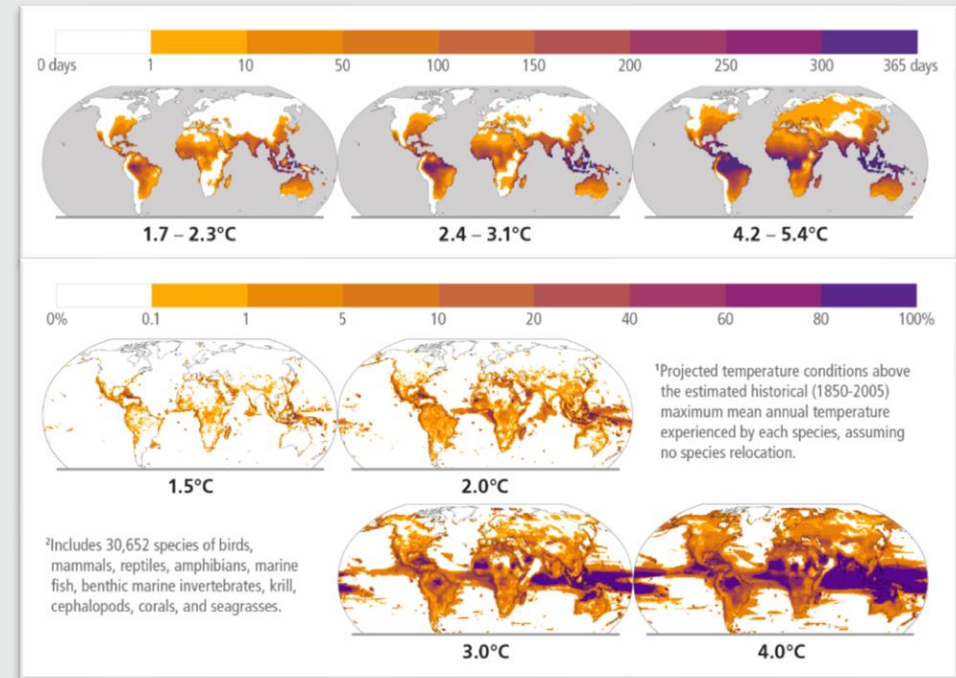 0 days 1 10 50 100 150 200 250 300 365 days
1.7 – 2.3°C 2.4 – 3.1°C 4.2 – 5.4°C
0% 0.1 1 5 10 20 40 60 80 100%
¹Projected temperature conditions above
the estimated historical (1850-2005)
maximum mean annual temperature
experienced by each species, assuming
no species relocation.
1.5°C 2.0°C
²Includes 30,652 species of birds,
mammals, reptiles, amphibians, marine
fish, benthic marine invertebrates, krill,
cephalopods, corals, and seagrasses.
3.0°C 4.0°C